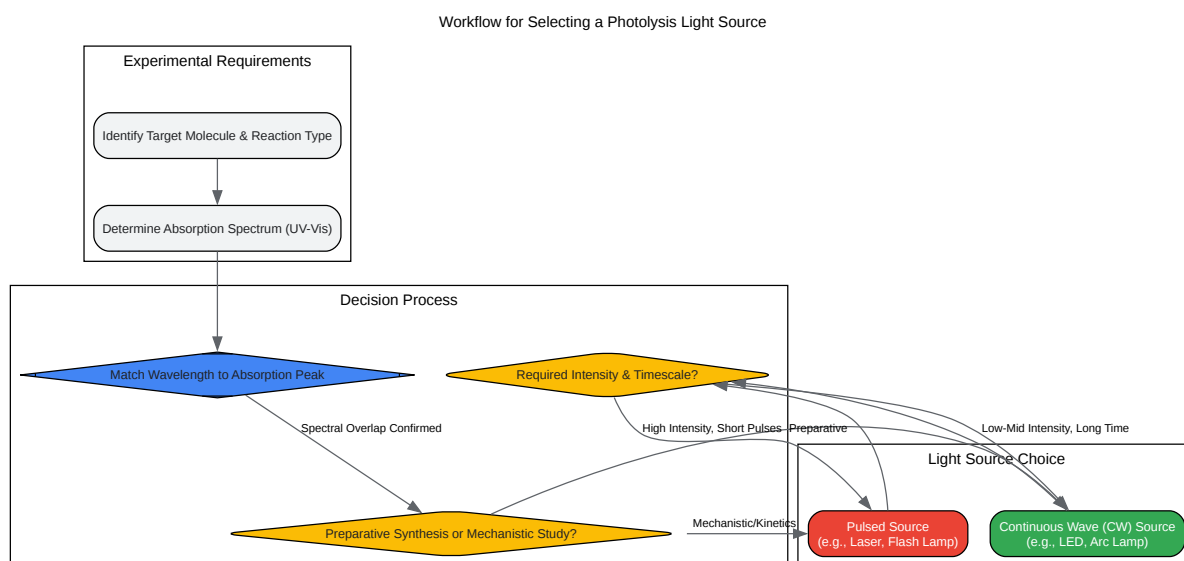 Workflow for Selecting a Photolysis Light Source
Experimental Requirements
Identify Target Molecule & Reaction Type
Determine Absorption Spectrum (UV-Vis)
Decision Process
Match Wavelength to Absorption Peak
Required Intensity & Timescale?
Spectral Overlap Confirmed
High Intensity, Short Pulses
Preparative
Low-Mid Intensity, Long Time
Light Source Choice
Preparative Synthesis or Mechanistic Study?
Mechanistic/Kinetics
Pulsed Source
(e.g., Laser, Flash Lamp)
Continuous Wave (CW) Source
(e.g., LED, Arc Lamp)